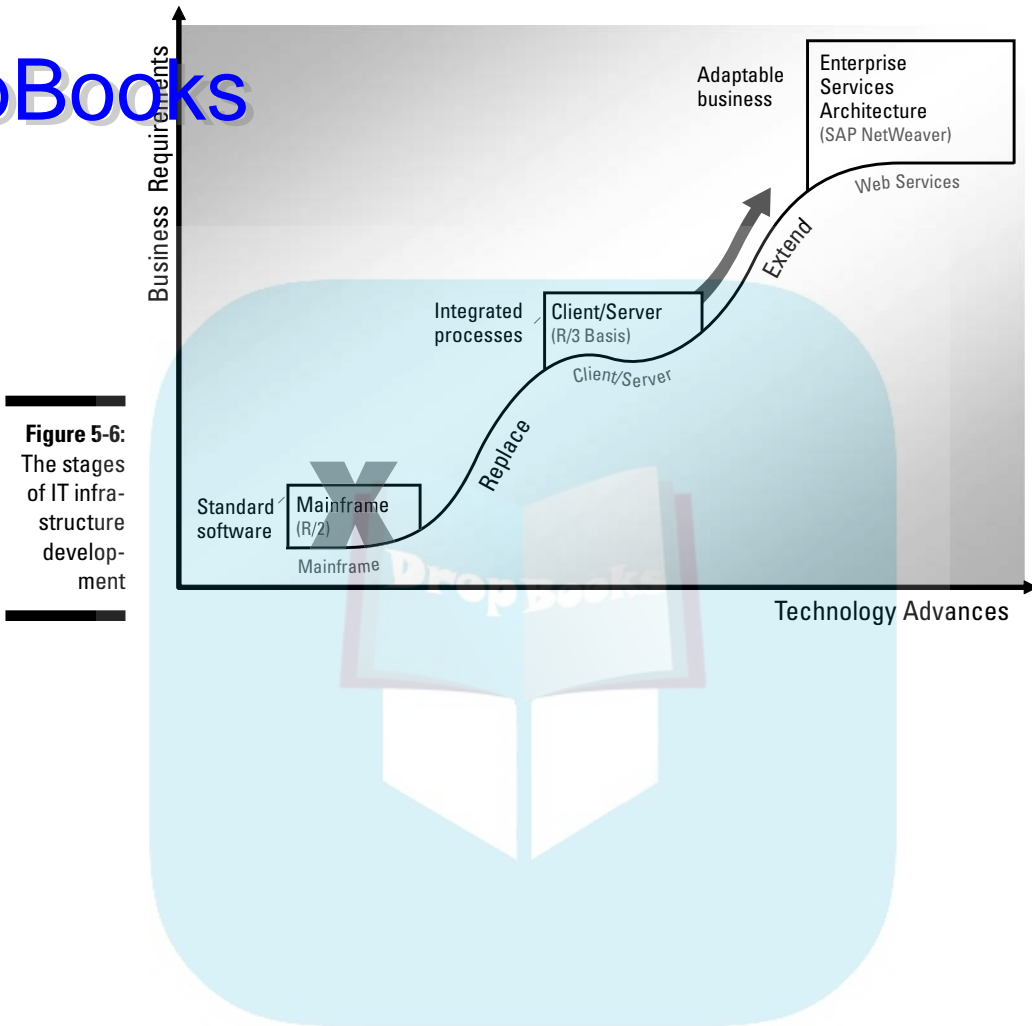 oBooks
Business Requirements
Adaptable
business
Enterprise
Services
Architecture
(SAP NetWeaver)
Web Services
Extend
Integrated
processes
Client/Server
(R/3 Basis)
Client/Server
Replace
Figure 5-6:
The stages
of IT infra-
structure
develop-
ment
Standard
software
Mainframe
(R/2)
X
Mainframe
Drop Books
Technology Advances